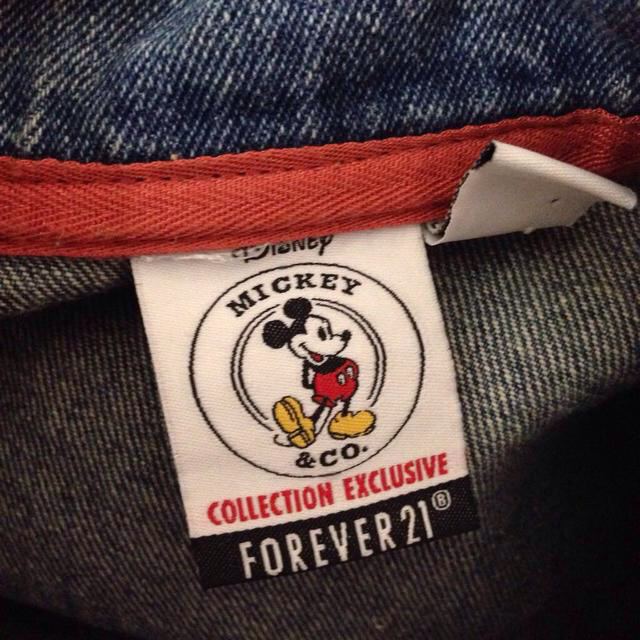 Disney
MICKEY
& CO.
COLLECTION EXCLUSIVE
FOREVER 21®